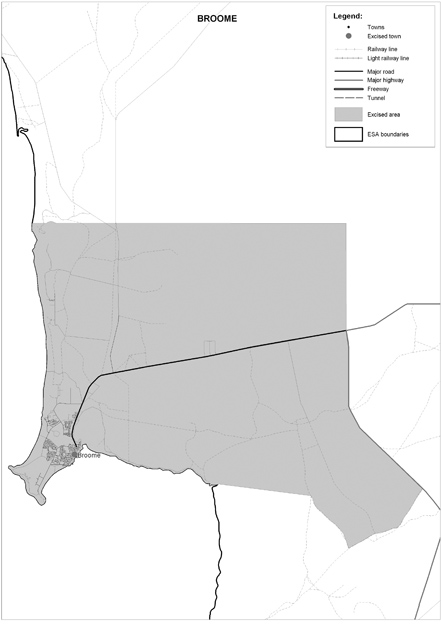 BROOME
Legend:
Towns
Excised town
Railway line
Light railway line
Major road
Major highway
Freeway
Tunnel
Excised area
ESA boundaries
Broome